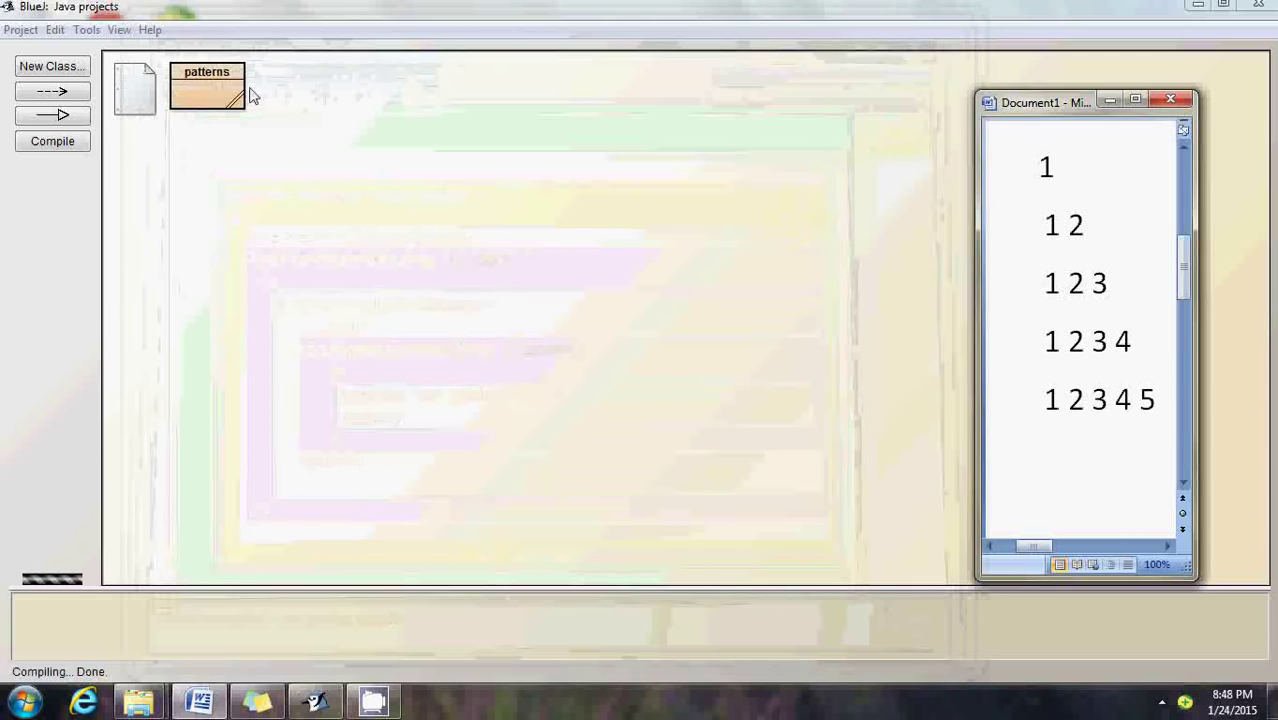 BlueJ: Java projects
Project Edit Tools View Help
New Class...
Compile
patterns
Document1 - Mi...
1
1 2
1 2 3
1 2 3 4
1 2 3 4 5
100%
Compiling... Done.
8:48 PM
1/24/2015